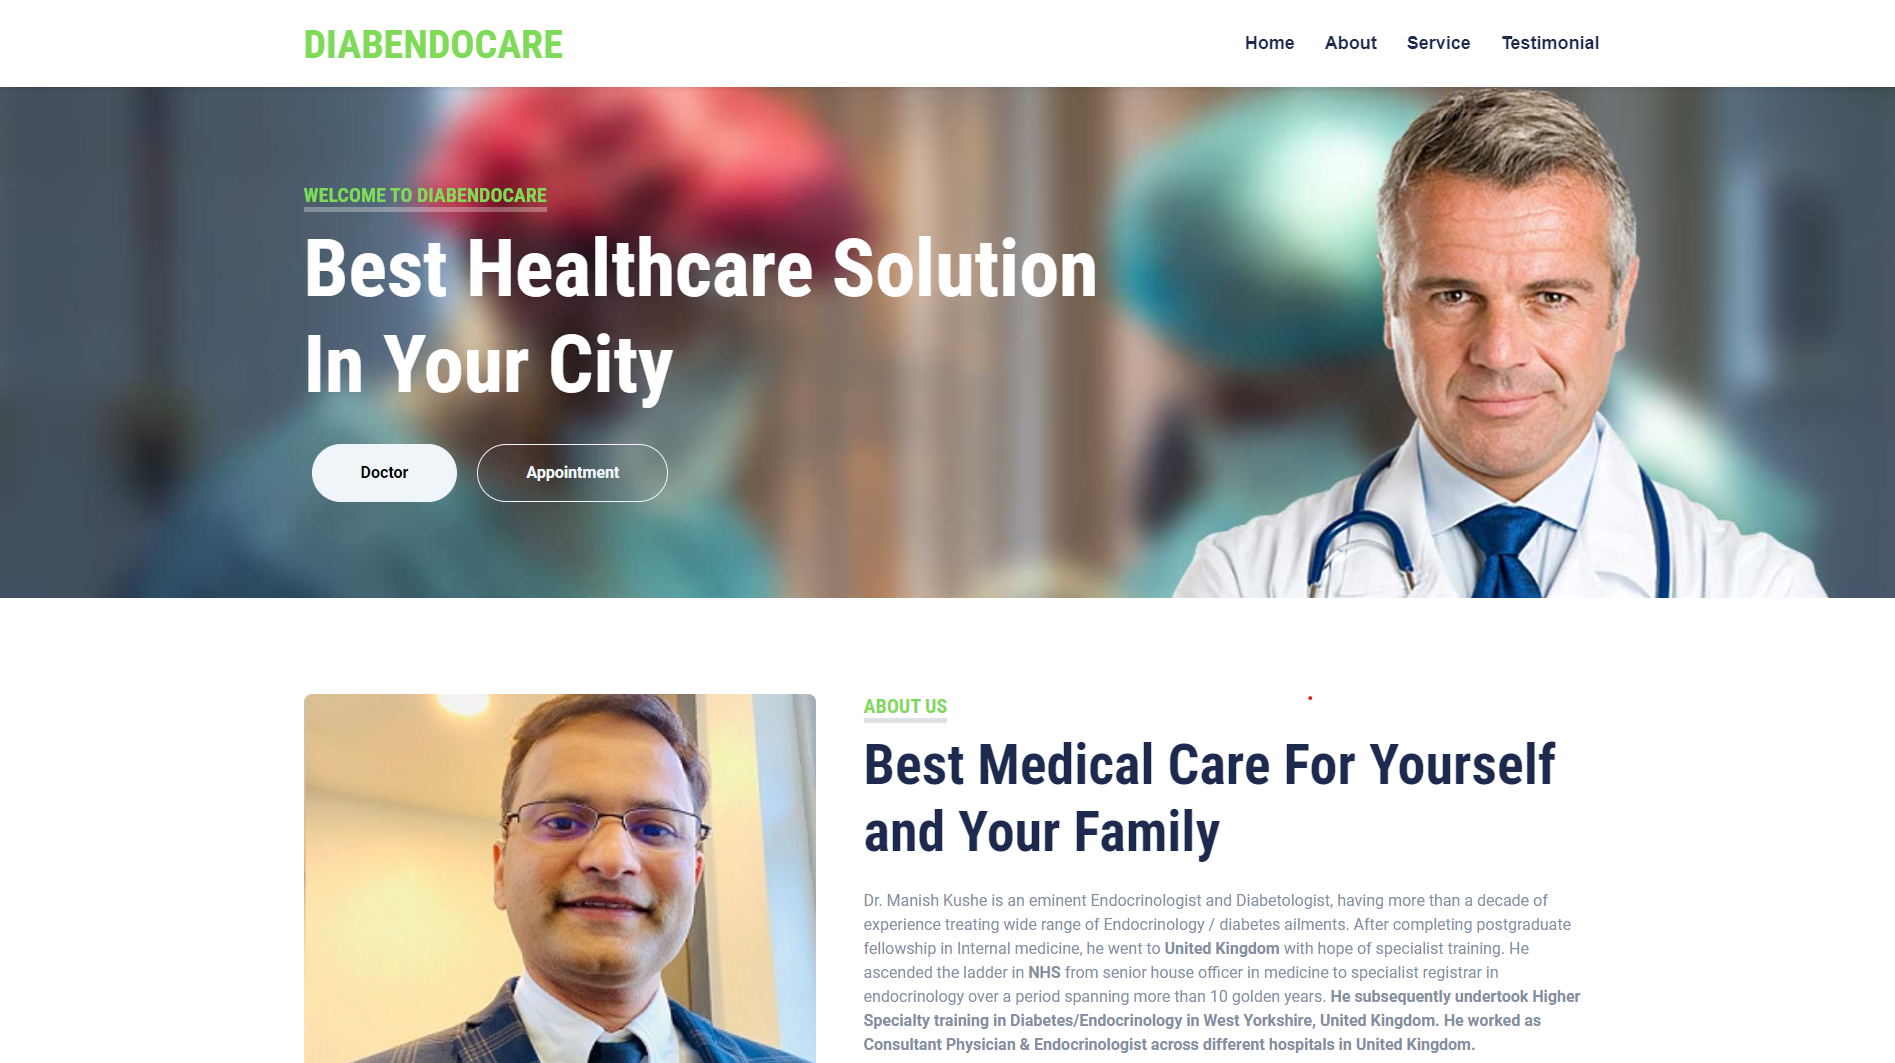 DIABENDOCARE
Home About Service Testimonial
WELCOME TO DIABENDOCARE
Best Healthcare Solution
In Your City
Doctor Appointment
ABOUT US
Best Medical Care For Yourself
and Your Family
Dr. Manish Kushe is an eminent Endocrinologist and Diabetologist, having more than a decade of
experience treating wide range of Endocrinology / diabetes ailments. After completing postgraduate
fellowship in Internal medicine, he went to United Kingdom with hope of specialist training. He
ascended the ladder in NHS from senior house officer in medicine to specialist registrar in
endocrinology over a period spanning more than 10 golden years. He subsequently undertook Higher
Specialty training in Diabetes/Endocrinology in West Yorkshire, United Kingdom. He worked as
Consultant Physician & Endocrinologist across different hospitals in United Kingdom.